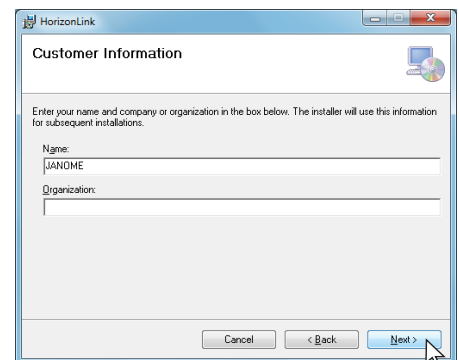 HorizonLink
Customer Information
Enter your name and company or organization in the box below. The installer will use this information
for subsequent installations.
Name:
JANOME
Organization:
Cancel
< Back
Next >